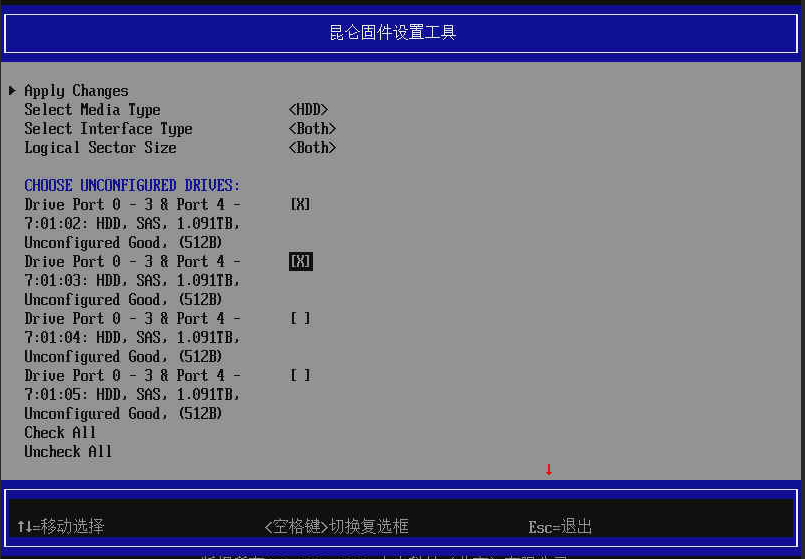 昆仑固件设置工具
Apply Changes
Select Media Type <HDD>
Select Interface Type <Both>
Logical Sector Size <Both>
CHOOSE UNCONFIGURED DRIVES:
Drive Port 0 - 3 & Port 4 - [X]
7:01:02: HDD, SAS, 1.091TB,
Unconfigured Good, (512B)
Drive Port 0 - 3 & Port 4 - [X]
7:01:03: HDD, SAS, 1.091TB,
Unconfigured Good, (512B)
Drive Port 0 - 3 & Port 4 - [ ]
7:01:04: HDD, SAS, 1.091TB,
Unconfigured Good, (512B)
Drive Port 0 - 3 & Port 4 - [ ]
7:01:05: HDD, SAS, 1.091TB,
Unconfigured Good, (512B)
Check All
Uncheck All
↑↓=移动选择 <空格键>切换复选框 Esc=退出